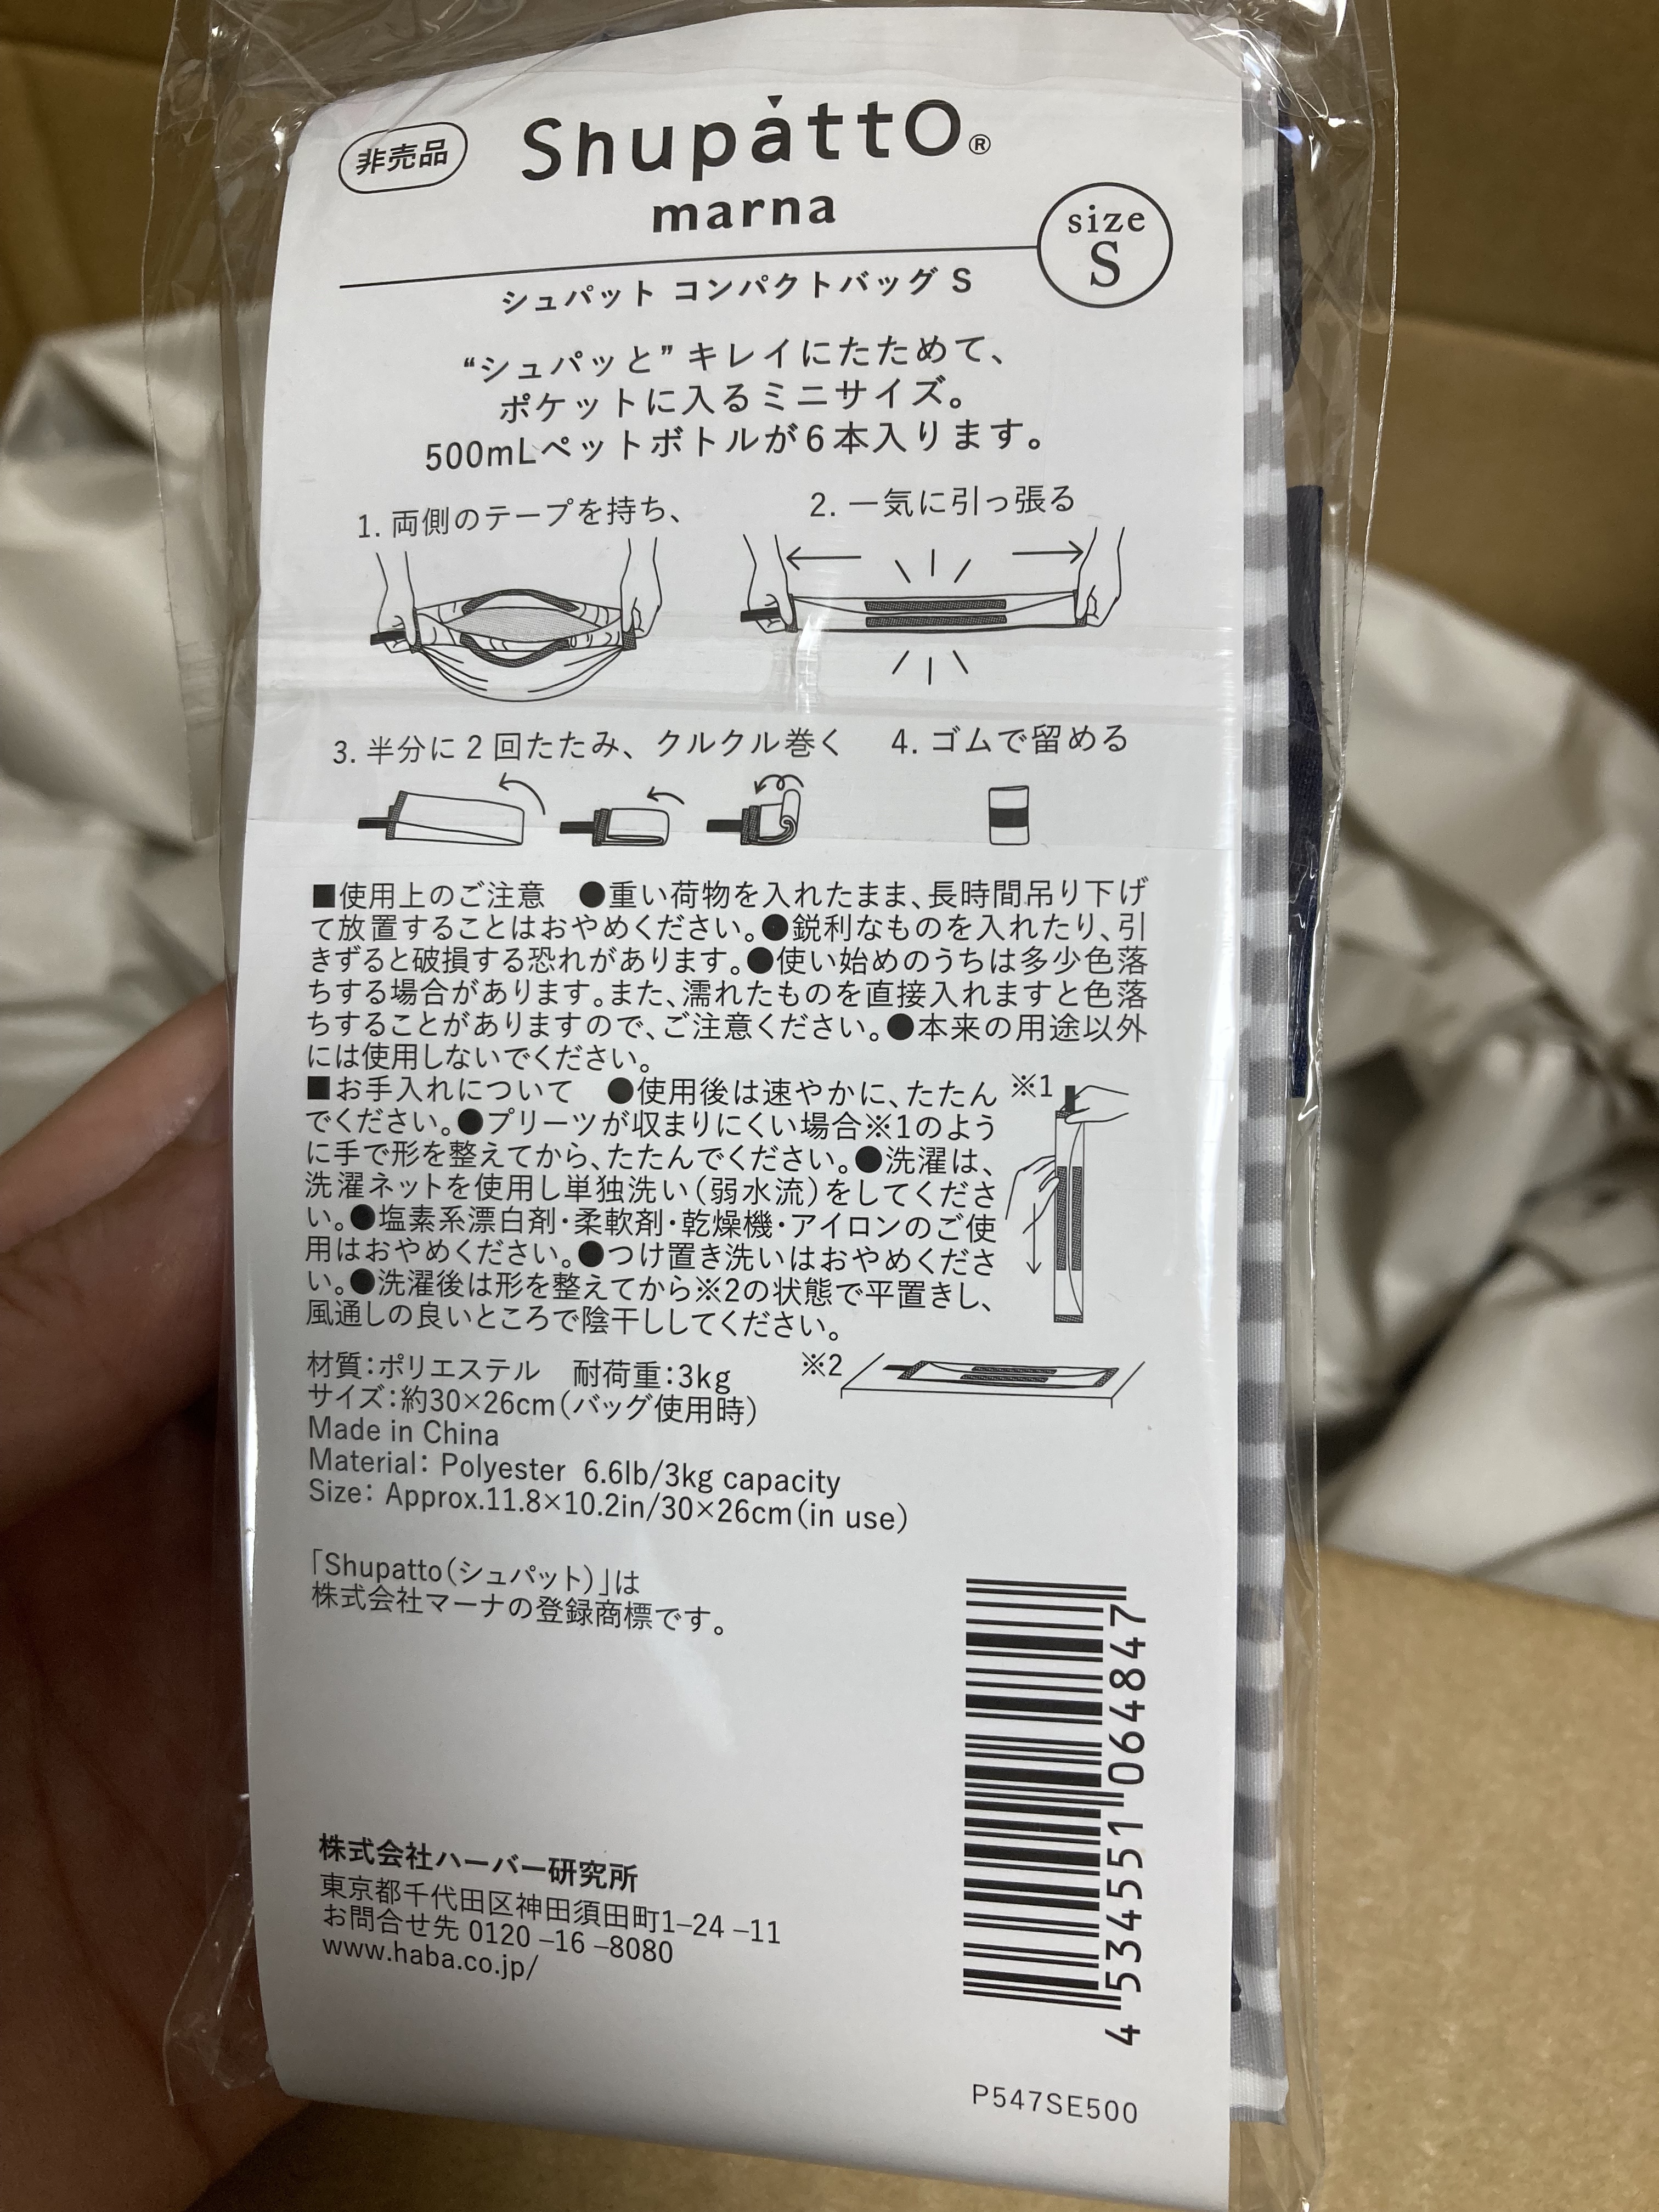 非売品
Shupatto®
marna
size
S
シュパット コンパクトバッグ S
“シュパッと” キレイにたためて、
ポケットに入るミニサイズ。
500mLペットボトルが6本入ります。
1. 両側のテープを持ち、
2. 一気に引っ張る
3. 半分に2回たたみ、クルクル巻く
4. ゴムで留める
■使用上のご注意　●重い荷物を入れたまま、長時間吊り下げ
て放置することはおやめください。●鋭利なものを入れたり、引
きずると破損する恐れがあります。●使い始めのうちは多少色落
ちする場合があります。また、濡れたものを直接入れますと色落
ちすることがありますので、ご注意ください。●本来の用途以外
には使用しないでください。
■お手入れについて　●使用後は速やかに、たたん
でください。●プリーツが収まりにくい場合※1のよう
に手で形を整えてから、たたんでください。●洗濯は、
洗濯ネットを使用し単独洗い（弱水流）をしてくださ
い。●塩素系漂白剤・柔軟剤・乾燥機・アイロンのご使
用はおやめください。●つけ置き洗いはおやめくださ
い。●洗濯後は形を整えてから※2の状態で平置きし、
風通しの良いところで陰干ししてください。
※1
※2
材質：ポリエステル　耐荷重：3kg
サイズ：約30×26cm（バッグ使用時）
Made in China
Material: Polyester 6.6lb/3kg capacity
Size: Approx.11.8×10.2in/30×26cm（in use）
「Shupatto（シュパット）」は
株式会社マーナの登録商標です。
株式会社ハーバー研究所
東京都千代田区神田須田町1–24 –11
お問合せ先 0120 –16 –8080
www.haba.co.jp/
4 534551 064847
P547SE500